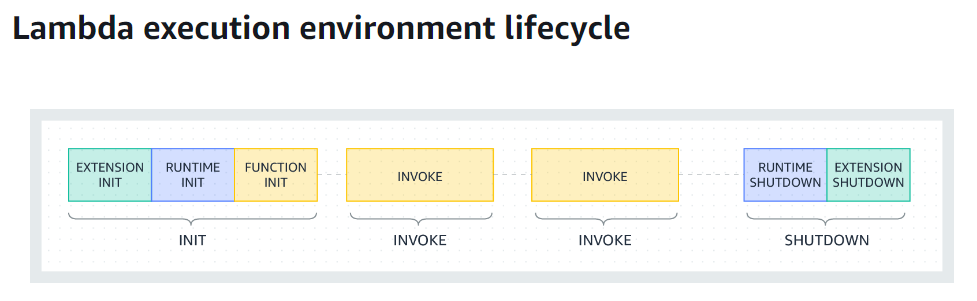 Lambda execution environment lifecycle
EXTENSION
INIT
RUNTIME
INIT
FUNCTION
INIT
INVOKE
INVOKE
RUNTIME
SHUTDOWN
EXTENSION
SHUTDOWN
INIT
INVOKE
INVOKE
SHUTDOWN